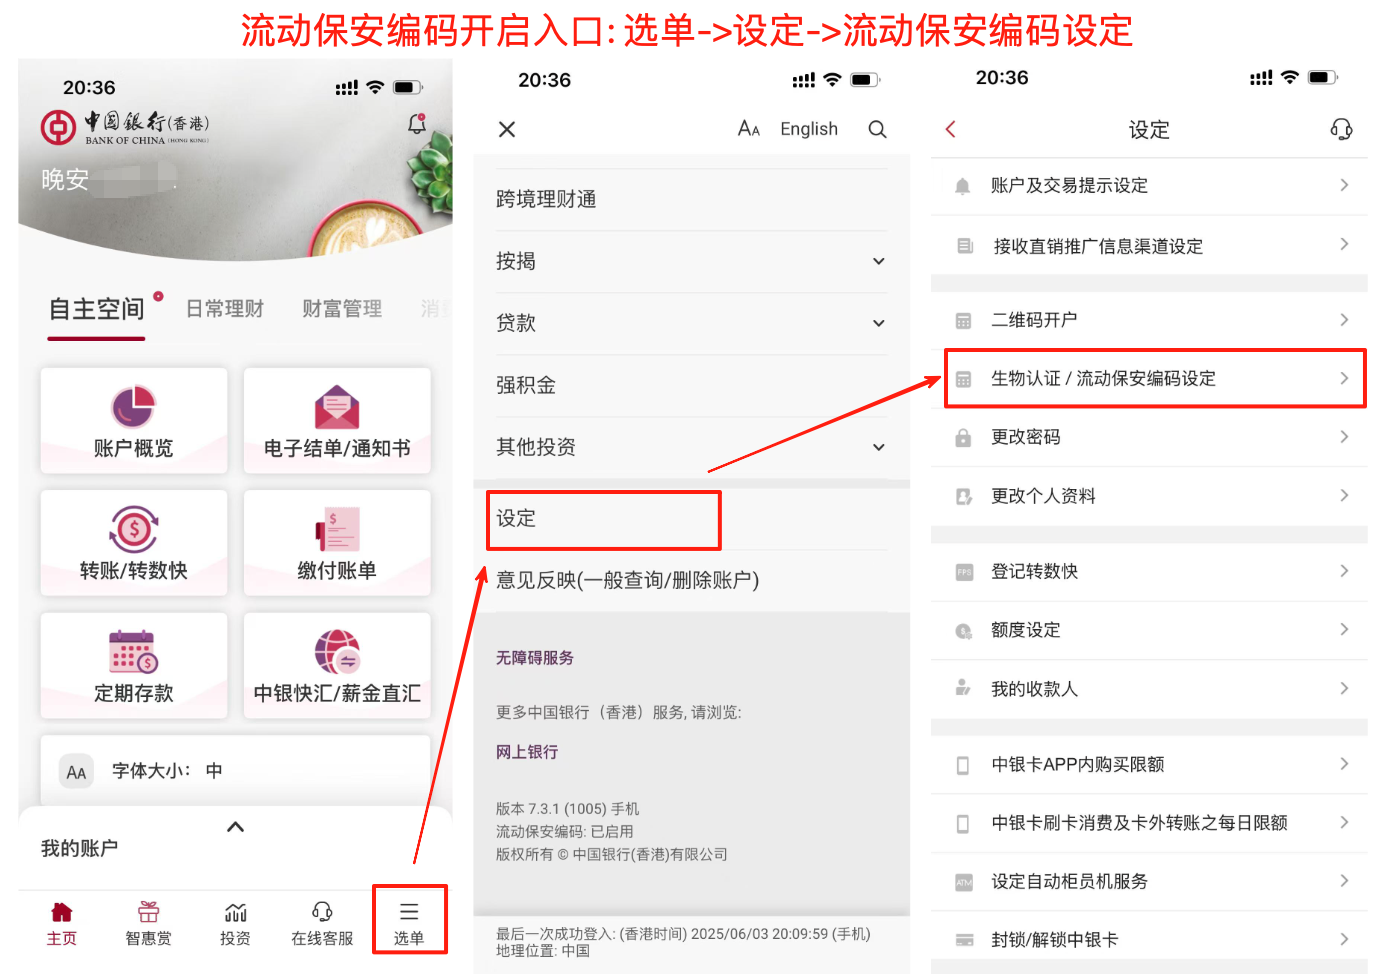 流动保安编码开启入口: 选单->设定->流动保安编码设定
20:36
中国銀行(香港)
BANK OF CHINA (HONG KONG)
晚安
自主空间
日常理财
财富管理
账户概览
电子结单/通知书
转账/转数快
缴付账单
定期存款
中银快汇/薪金直汇
AA
字体大小： 中
我的账户
主页
智惠赏
投资
在线客服
选单
20:36
AA
English
跨境理财通
按揭
贷款
强积金
其他投资
设定
意见反映(一般查询/删除账户)
无障碍服务
更多中国银行（香港）服务, 请浏览:
网上银行
版本 7.3.1 (1005) 手机
流动保安编码: 已启用
版权所有 © 中国银行(香港)有限公司
最后一次成功登入: (香港时间) 2025/06/03 20:09:59 (手机)
地理位置: 中国
20:36
设定
账户及交易提示设定
接收直销推广信息渠道设定
二维码开户
生物认证 / 流动保安编码设定
更改密码
更改个人资料
FPS
登记转数快
额度设定
我的收款人
中银卡APP内购买限额
中银卡刷卡消费及卡外转账之每日限额
ATM
设定自动柜员机服务
封锁/解锁中银卡